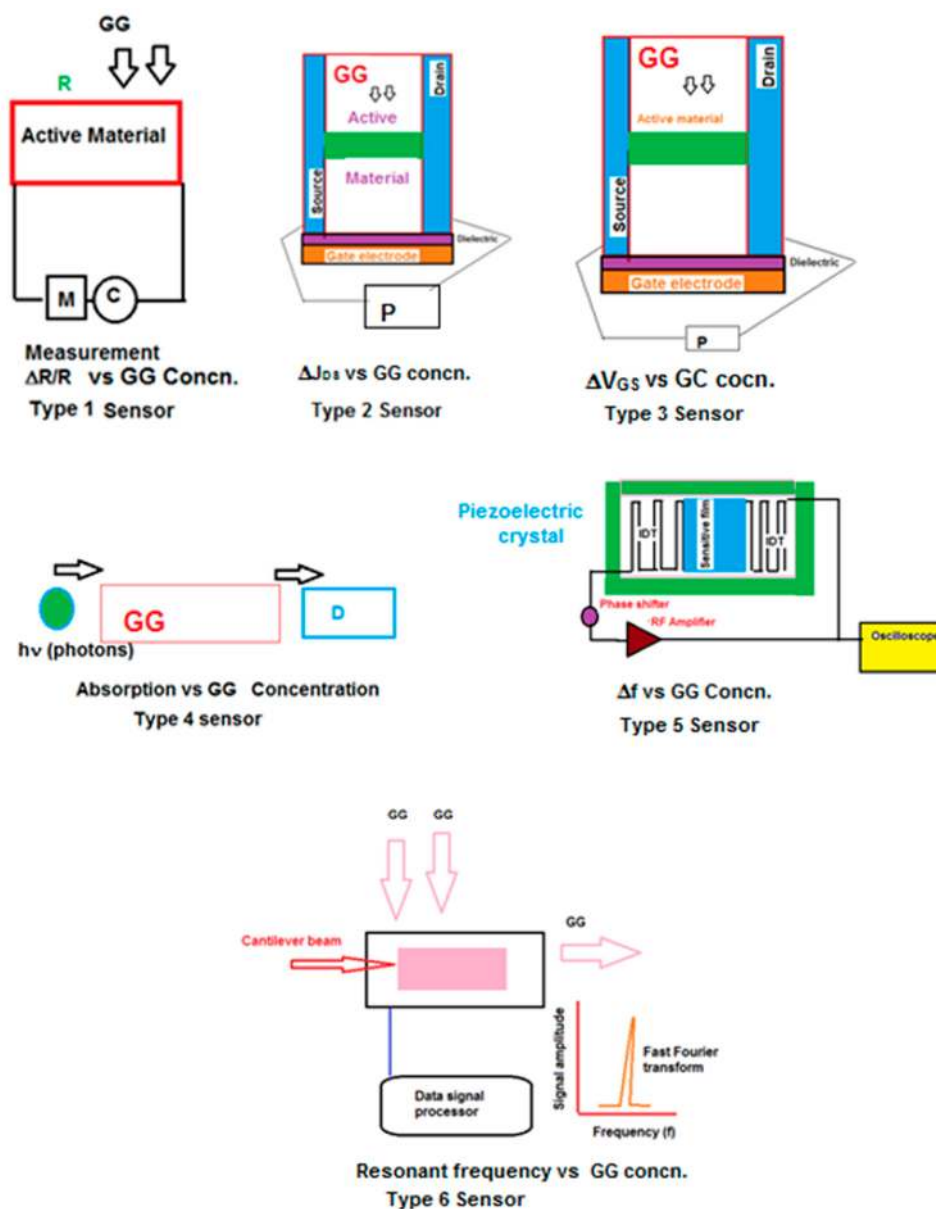 GG
R
Active Material
M
C
Measurement
ΔR/R vs GG Concn.
Type 1 Sensor
GG
Active
Material
Source
Drain
Dielectric
Gate electrode
P
ΔJDS vs GG concn.
Type 2 Sensor
GG
Active material
Source
Drain
Dielectric
Gate electrode
P
ΔVGS vs GC cocn.
Type 3 Sensor
hν (photons)
GG
D
Absorption vs GG Concentration
Type 4 sensor
Piezoelectric
crystal
IDT
Sensitive film
IDT
Phase shifter
RF Amplifier
Oscilloscope
Δf vs GG Concn.
Type 5 Sensor
GG GG
Cantilever beam
GG
Data signal
processor
Signal amplitude
Fast Fourier
transform
Frequency (f)
Resonant frequency vs GG concn.
Type 6 Sensor